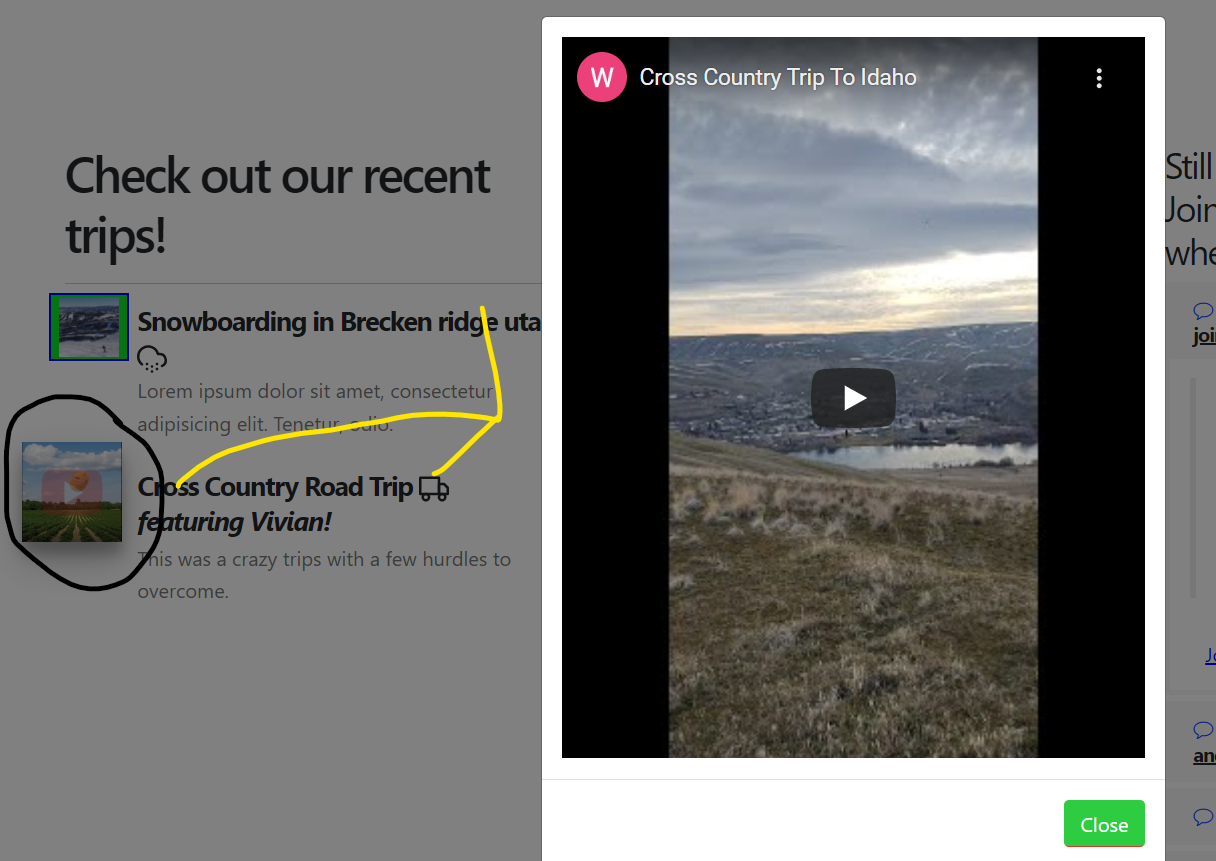 Check out our recent
trips!
Snowboarding in Brecken ridge uta
Lorem ipsum dolor sit amet, consectetur
adipisicing elit. Tenetur, odio.
Cross Country Road Trip
featuring Vivian!
This was a crazy trips with a few hurdles to
overcome.
W Cross Country Trip To Idaho
Close
Still
Join
whe
joi
Jo
and